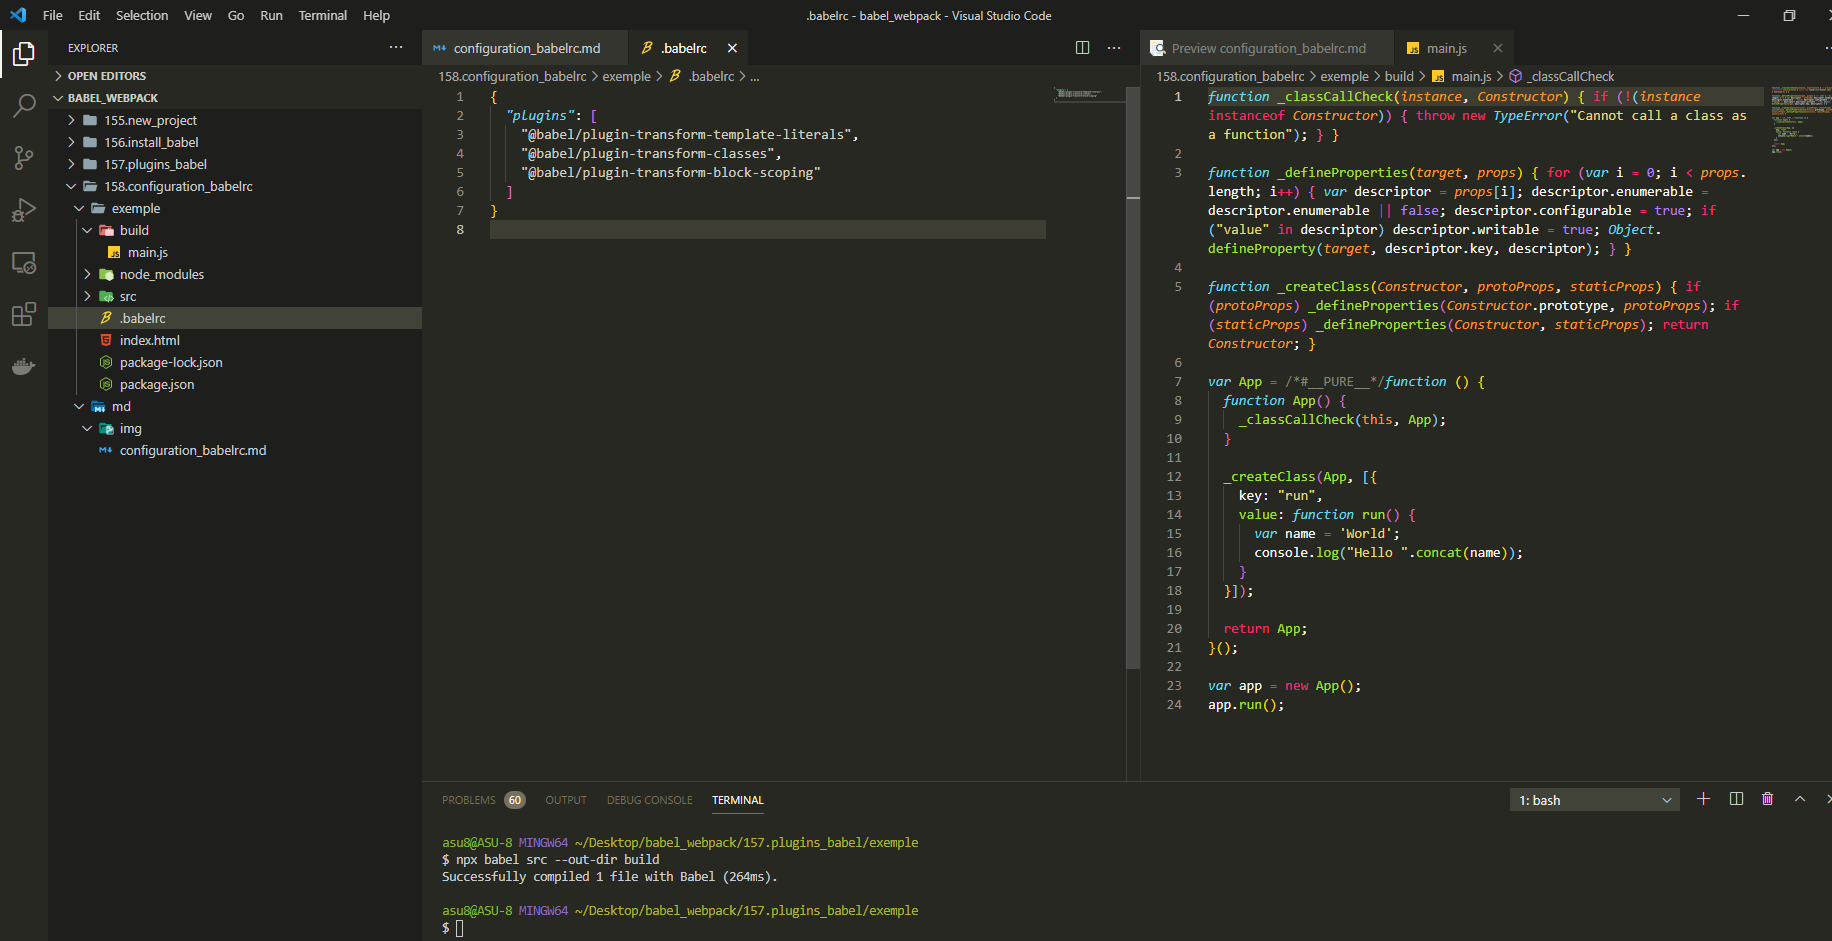 File Edit Selection View Go Run Terminal Help
.babelrc - babel_webpack - Visual Studio Code
EXPLORER
OPEN EDITORS
BABEL_WEBPACK
155.new_project
156.install_babel
157.plugins_babel
158.configuration_babelrc
exemple
build
main.js
node_modules
src
.babelrc
index.html
package-lock.json
package.json
md
img
configuration_babelrc.md
configuration_babelrc.md .babelrc
158.configuration_babelrc > exemple > .babelrc > ...
1 {
2 "plugins": [
3 "@babel/plugin-transform-template-literals",
4 "@babel/plugin-transform-classes",
5 "@babel/plugin-transform-block-scoping"
6 ]
7 }
8
Preview configuration_babelrc.md main.js
158.configuration_babelrc > exemple > build > main.js > _classCallCheck
1 function _classCallCheck(instance, Constructor) { if (!(instance
instanceof Constructor)) { throw new TypeError("Cannot call a class as
a function"); } }
2
3 function _defineProperties(target, props) { for (var i = 0; i < props.
length; i++) { var descriptor = props[i]; descriptor.enumerable =
descriptor.enumerable || false; descriptor.configurable = true; if
("value" in descriptor) descriptor.writable = true; Object.
defineProperty(target, descriptor.key, descriptor); } }
4
5 function _createClass(Constructor, protoProps, staticProps) { if
(protoProps) _defineProperties(Constructor.prototype, protoProps); if
(staticProps) _defineProperties(Constructor, staticProps); return
Constructor; }
6
7 var App = /*#__PURE__*/function () {
8 function App() {
9 _classCallCheck(this, App);
10 }
11
12 _createClass(App, [{
13 key: "run",
14 value: function run() {
15 var name = 'World';
16 console.log("Hello ".concat(name));
17 }
18 }]);
19
20 return App;
21 }();
22
23 var app = new App();
24 app.run();
PROBLEMS 60 OUTPUT DEBUG CONSOLE TERMINAL
1: bash
asu8@ASU-8 MINGW64 ~/Desktop/babel_webpack/157.plugins_babel/exemple
$ npx babel src --out-dir build
Successfully compiled 1 file with Babel (264ms).
asu8@ASU-8 MINGW64 ~/Desktop/babel_webpack/157.plugins_babel/exemple
$